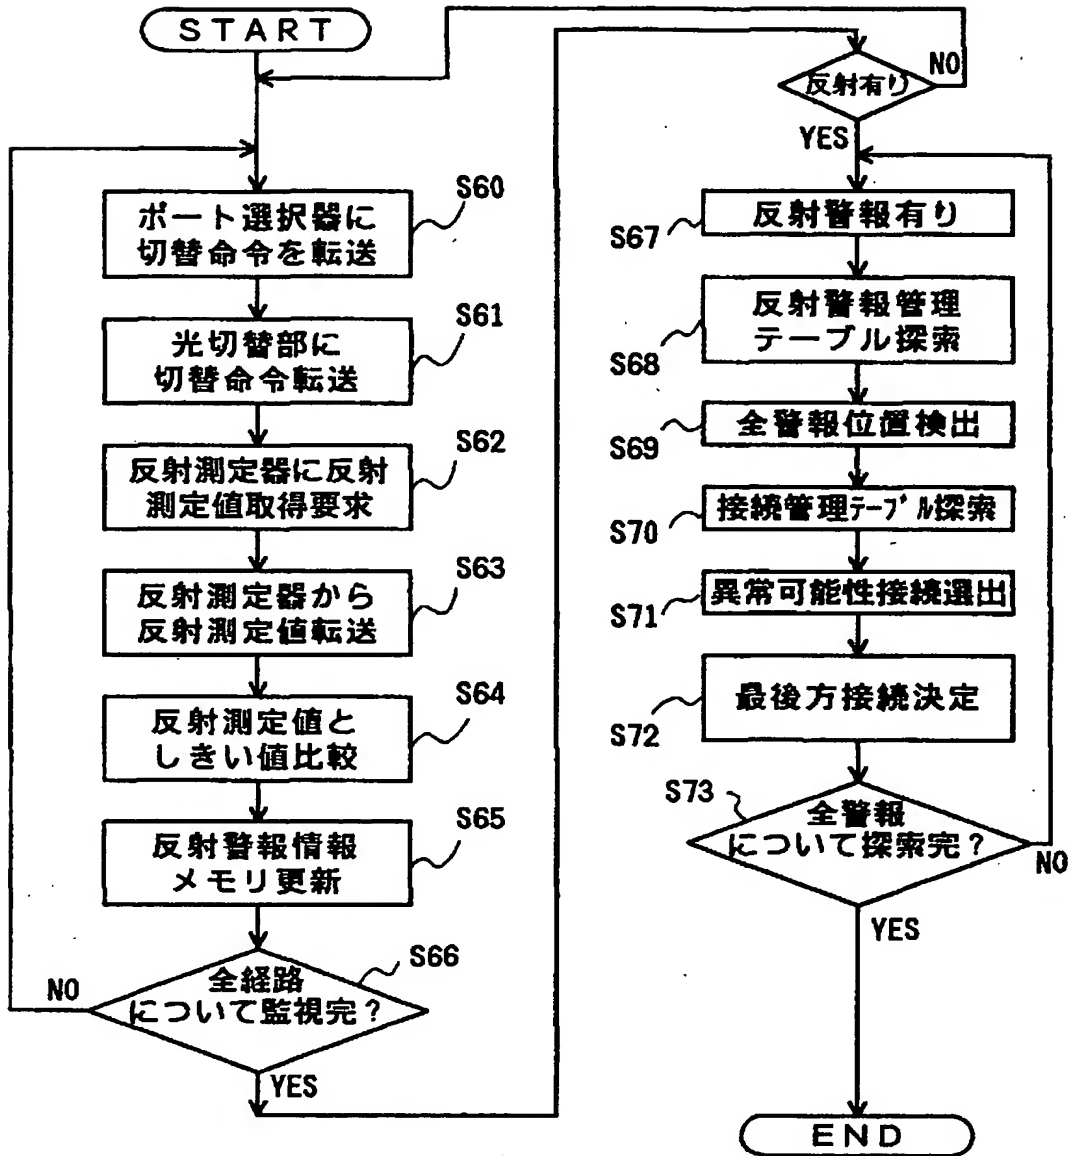 START
S60
ポート選択器に
切替命令を転送
S61
光切替部に
切替命令転送
S62
反射測定器に反射
測定値取得要求
S63
反射測定器から
反射測定値転送
S64
反射測定値と
しきい値比較
S65
反射警報情報
メモリ更新
S66
全経路
について監視完?
NO
YES
反射有り
NO
YES
S67
反射警報有り
S68
反射警報管理
テーブル探索
S69
全警報位置検出
S70
接続管理テーブル探索
S71
異常可能性接続選出
S72
最後方接続決定
S73
全警報
について探索完?
NO
YES
END